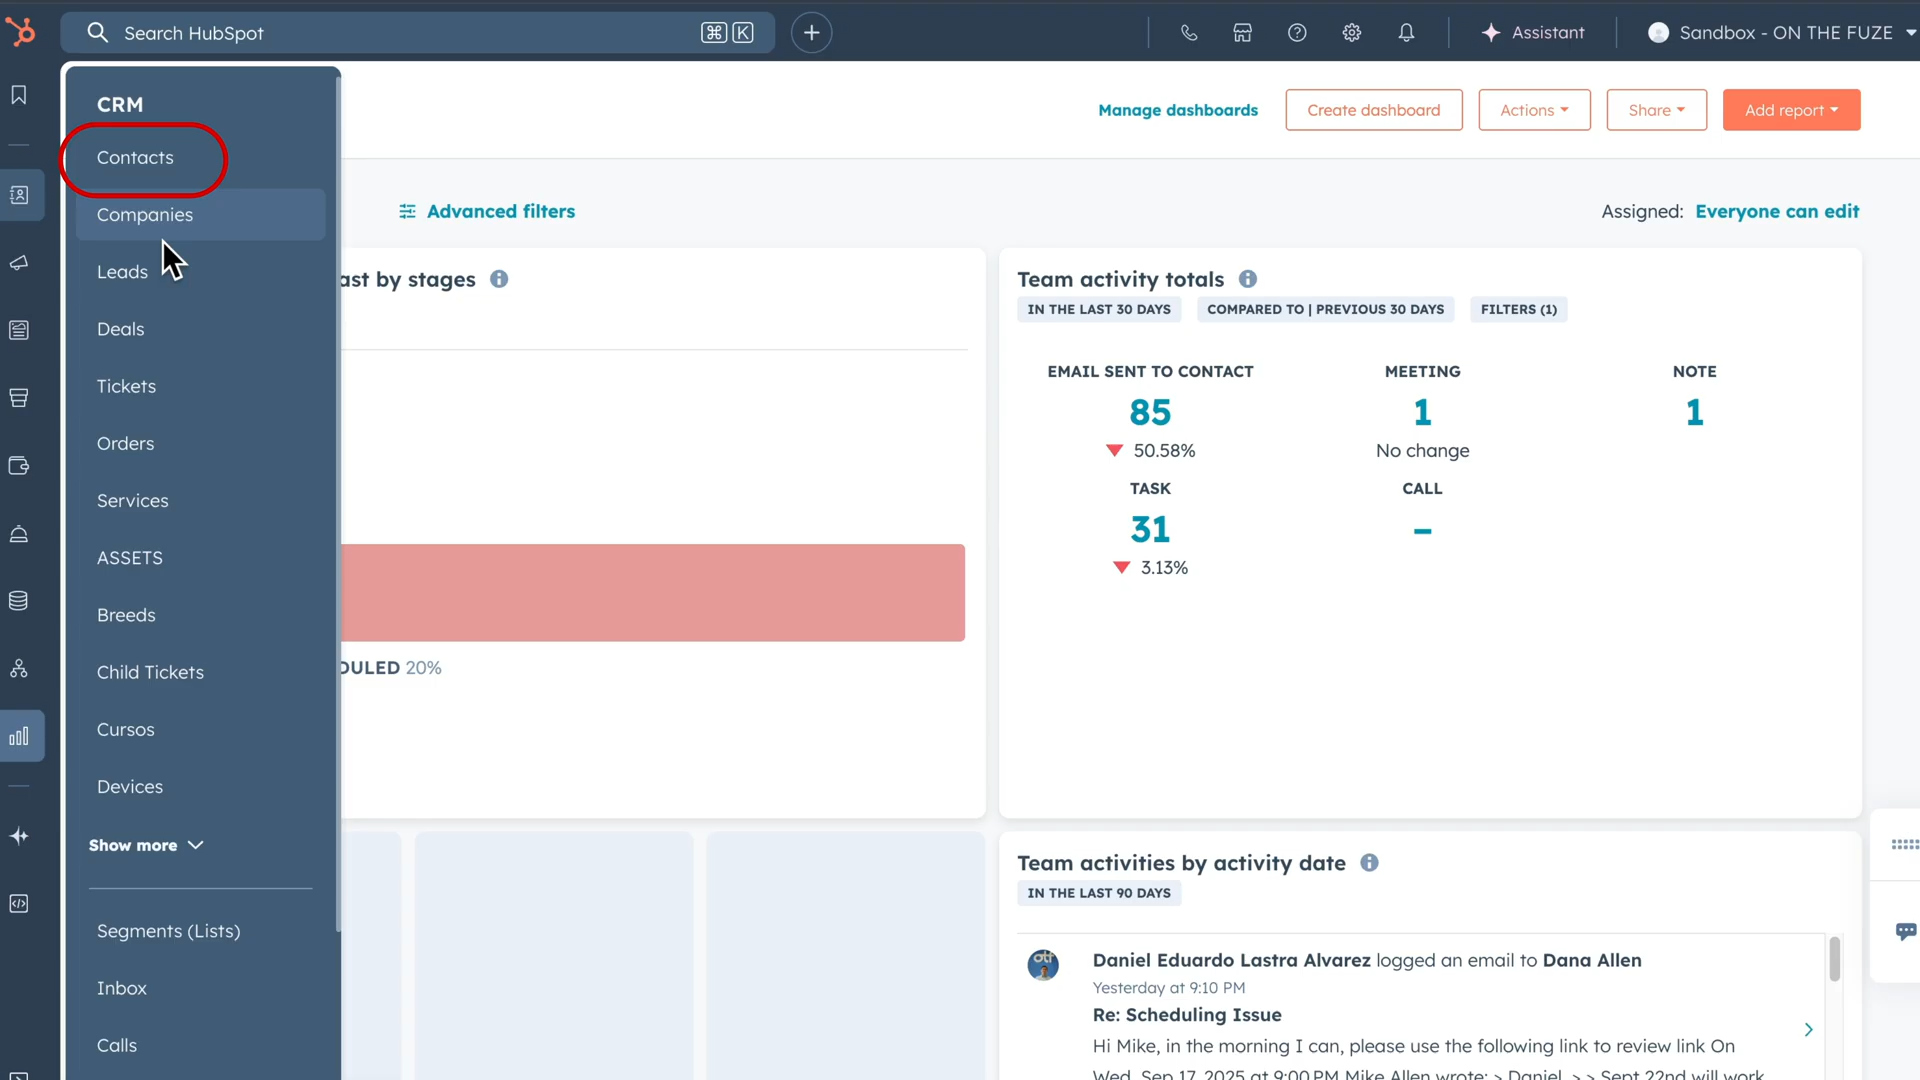 Search HubSpot
⌘ K
Assistant
Sandbox - ON THE FUZE
CRM
Contacts
Companies
Leads
Deals
Tickets
Orders
Services
ASSETS
Breeds
Child Tickets
Cursos
Devices
Show more
Segments (Lists)
Inbox
Calls
Manage dashboards
Create dashboard
Actions
Share
Add report
Advanced filters
Assigned: Everyone can edit
ast by stages
DULED 20%
Team activity totals
IN THE LAST 30 DAYS
COMPARED TO | PREVIOUS 30 DAYS
FILTERS (1)
EMAIL SENT TO CONTACT
85
50.58%
MEETING
1
No change
NOTE
1
TASK
31
3.13%
CALL
–
Team activities by activity date
IN THE LAST 90 DAYS
otf
Daniel Eduardo Lastra Alvarez logged an email to Dana Allen
Yesterday at 9:10 PM
Re: Scheduling Issue
Hi Mike, in the morning I can, please use the following link to review link On
Wed, Sep 17, 2025 at 9:00 PM Mike Allen wrote: > Daniel, > > Sept 22nd will work